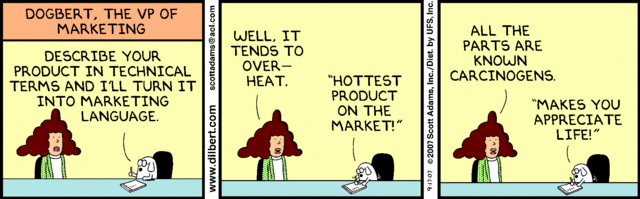 DOGBERT, THE VP OF
MARKETING
DESCRIBE YOUR
PRODUCT IN TECHNICAL
TERMS AND I'LL TURN IT
INTO MARKETING
LANGUAGE.
www.dilbert.com scottadams@aol.com
WELL, IT
TENDS TO
OVER-
HEAT.
"HOTTEST
PRODUCT
ON THE
MARKET!"
9-17-07 ©2007 Scott Adams, Inc./Dist. by UFS, Inc.
ALL THE
PARTS ARE
KNOWN
CARCINOGENS.
"MAKES YOU
APPRECIATE
LIFE!"